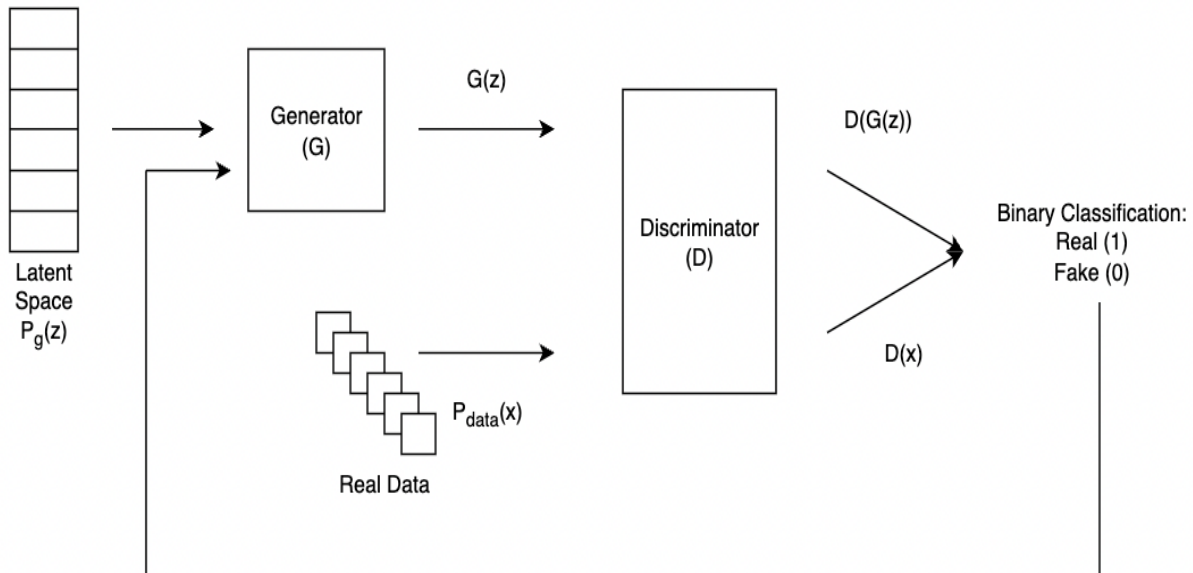 Latent
Space
P_g(z)
Generator
(G)
G(z)
Real Data
P_data(x)
Discriminator
(D)
D(G(z))
D(x)
Binary Classification:
Real (1)
Fake (0)